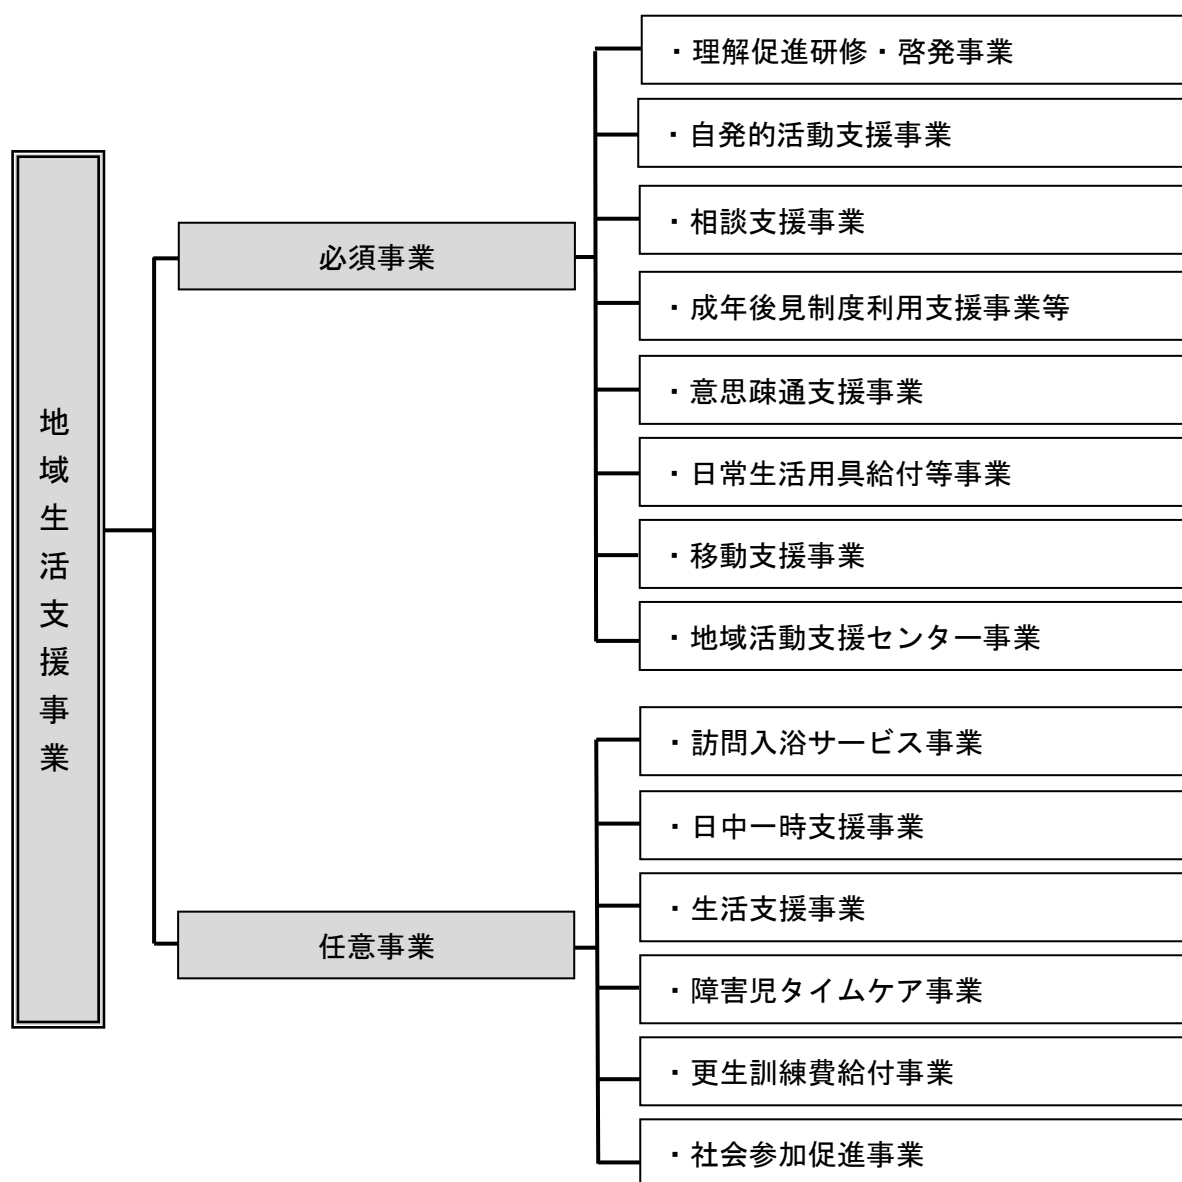 地域生活支援事業
必須事業
・理解促進研修・啓発事業
・自発的活動支援事業
・相談支援事業
・成年後見制度利用支援事業等
・意思疎通支援事業
・日常生活用具給付等事業
・移動支援事業
・地域活動支援センター事業
任意事業
・訪問入浴サービス事業
・日中一時支援事業
・生活支援事業
・障害児タイムケア事業
・更生訓練費給付事業
・社会参加促進事業